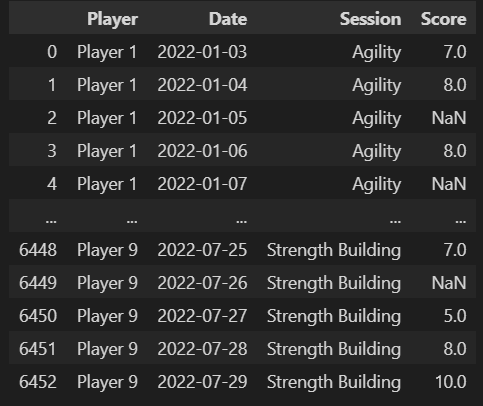 Player Date Session Score
0 Player 1 2022-01-03 Agility 7.0
1 Player 1 2022-01-04 Agility 8.0
2 Player 1 2022-01-05 Agility NaN
3 Player 1 2022-01-06 Agility 8.0
4 Player 1 2022-01-07 Agility NaN
... ... ... ... ...
6448 Player 9 2022-07-25 Strength Building 7.0
6449 Player 9 2022-07-26 Strength Building NaN
6450 Player 9 2022-07-27 Strength Building 5.0
6451 Player 9 2022-07-28 Strength Building 8.0
6452 Player 9 2022-07-29 Strength Building 10.0